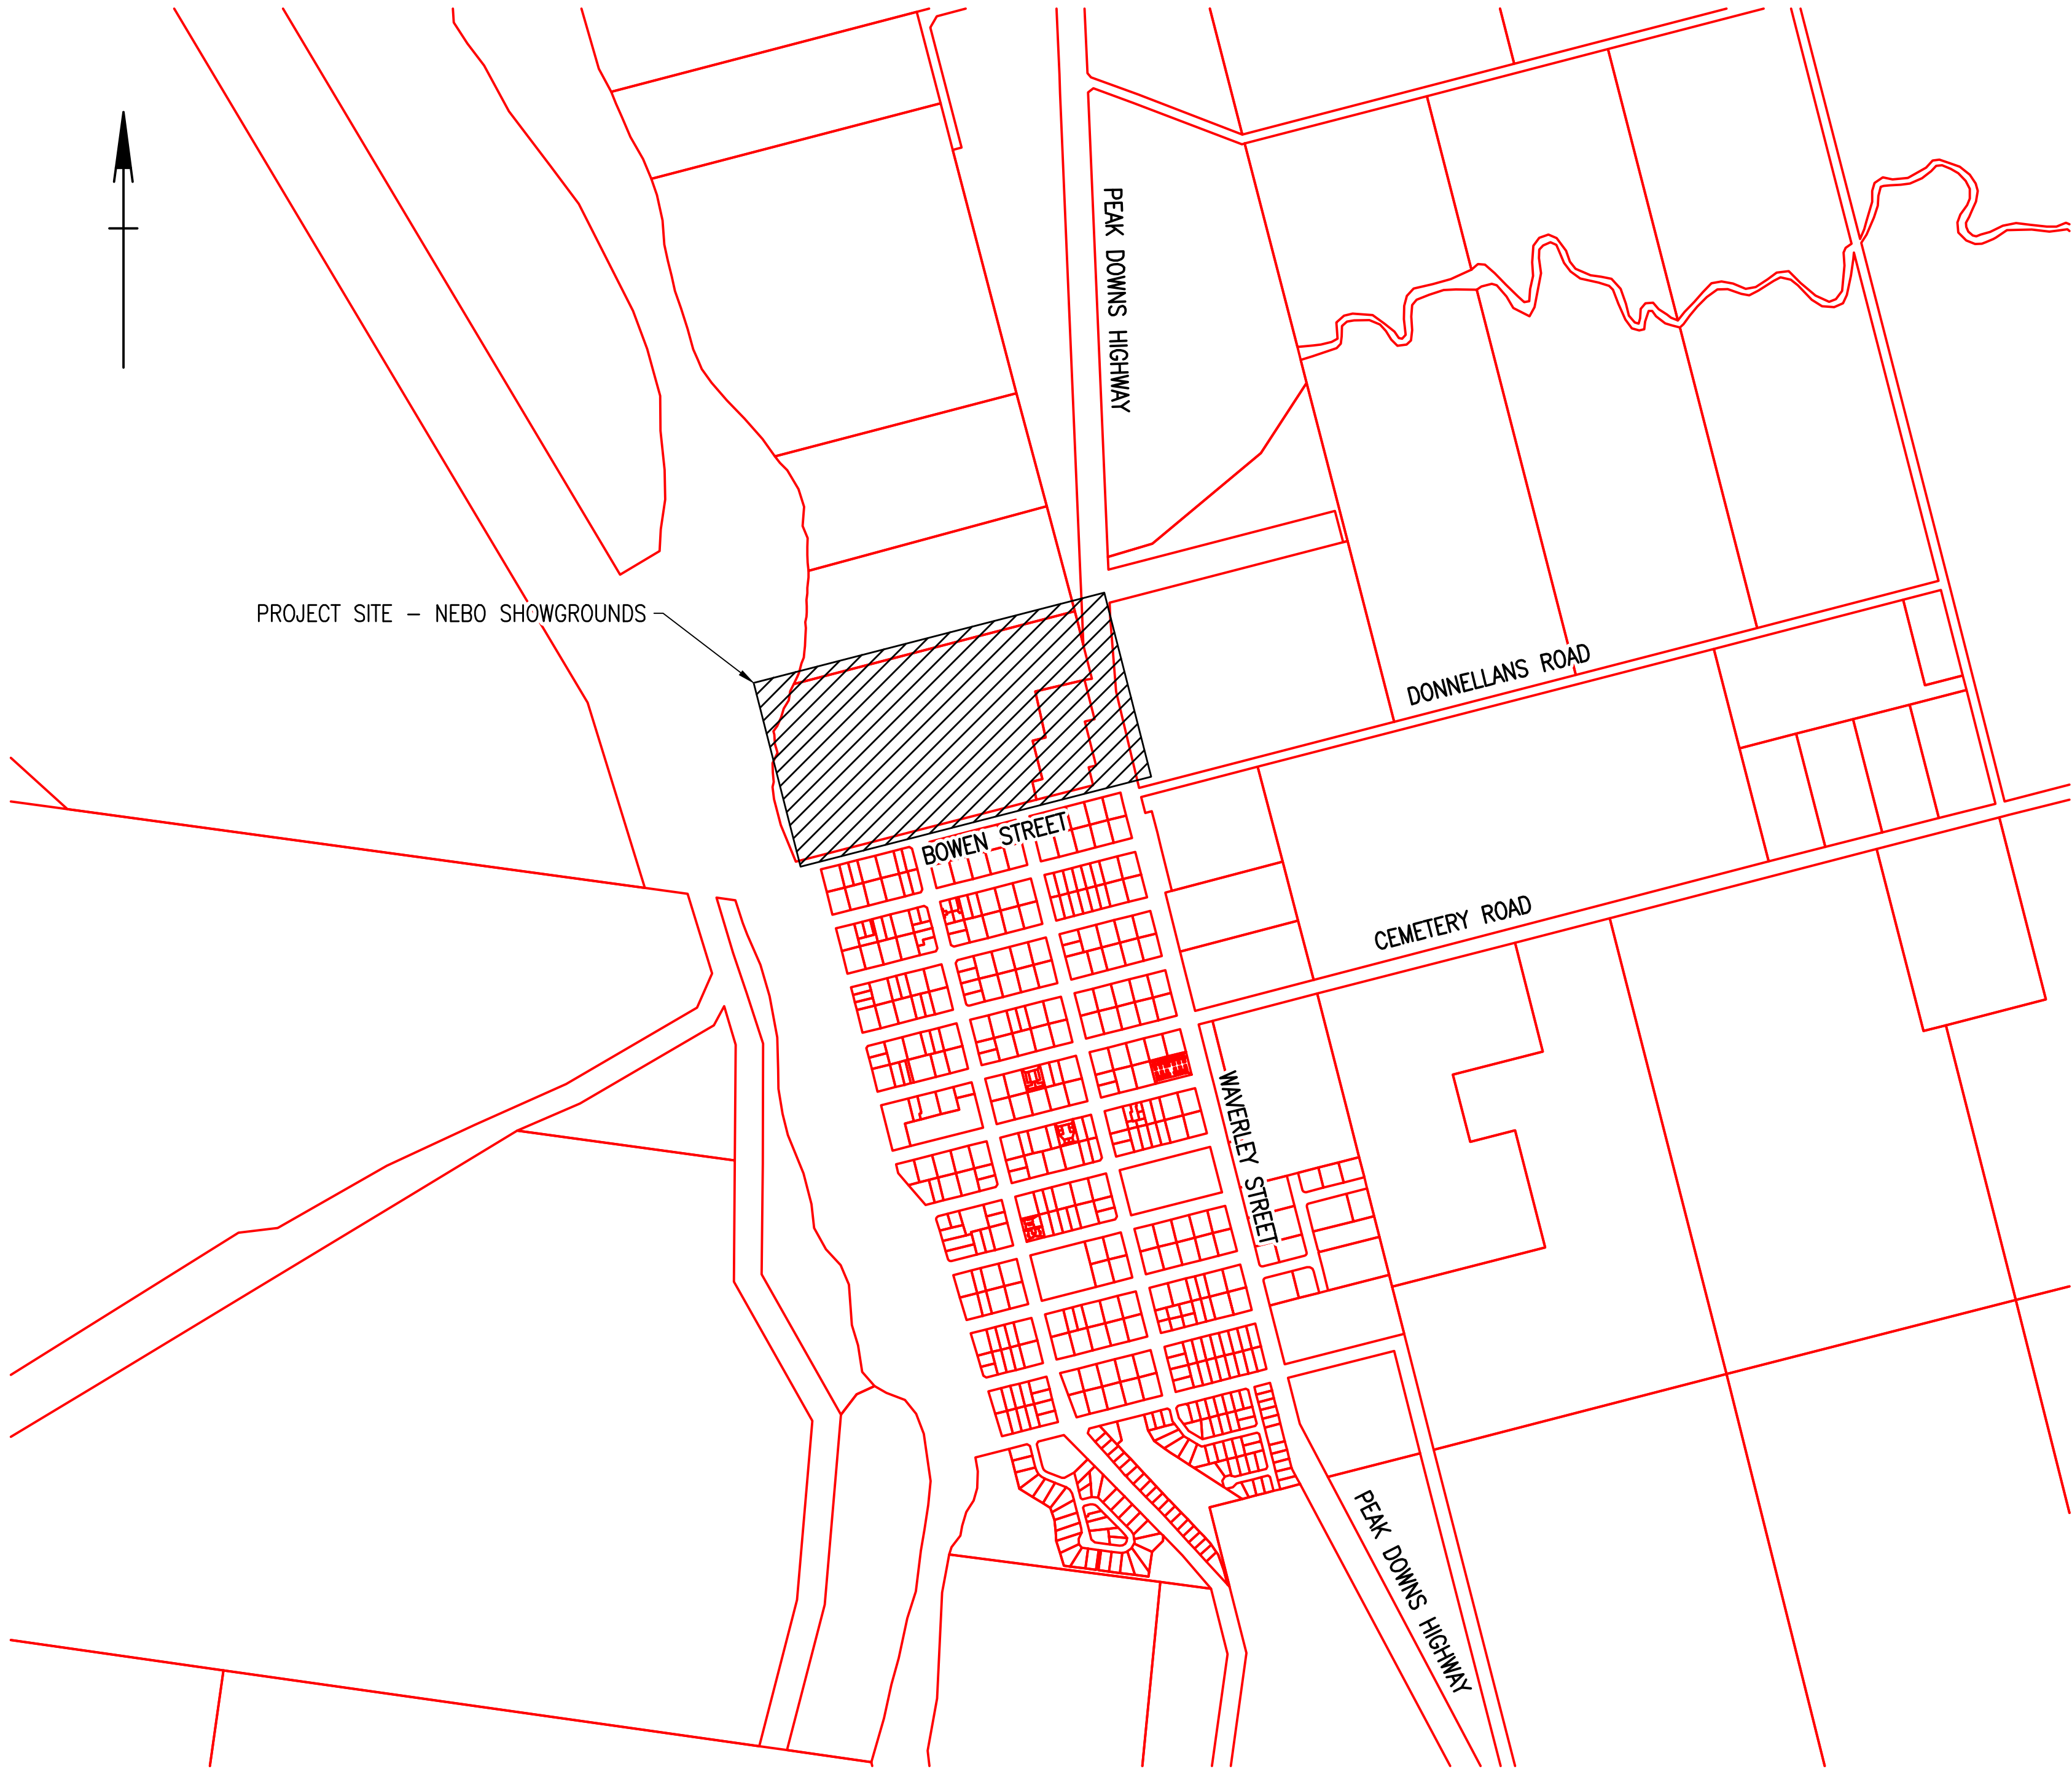 PEAK DOWNS HIGHWAY
PROJECT SITE - NEBO SHOWGROUNDS
DONNELLANS ROAD
BOWEN STREET
CEMETERY ROAD
WAVERLEY STREET
PEAK DOWNS HIGHWAY